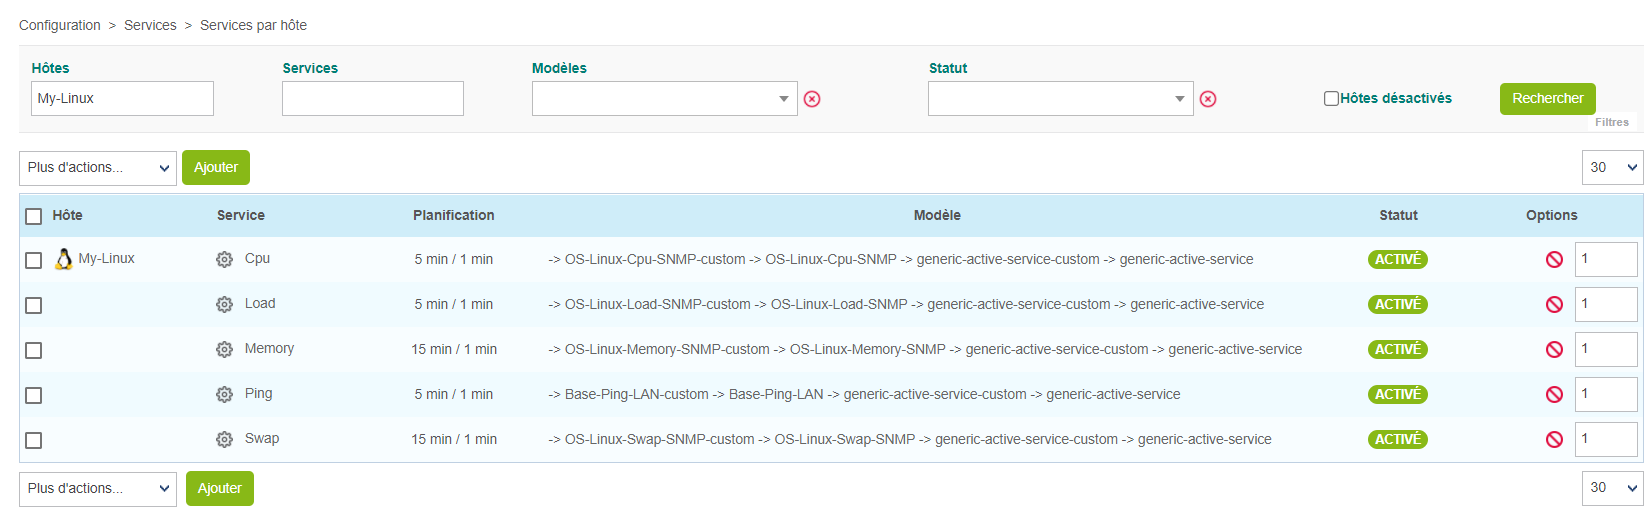 Configuration > Services > Services par hôte
Hôtes Services Modèles Statut
My-Linux Hôtes désactivés Rechercher
Filtres
Plus d'actions... Ajouter 30
Hôte Service Planification Modèle Statut Options
My-Linux Cpu 5 min / 1 min -> OS-Linux-Cpu-SNMP-custom -> OS-Linux-Cpu-SNMP -> generic-active-service-custom -> generic-active-service ACTIVÉ 1
Load 5 min / 1 min -> OS-Linux-Load-SNMP-custom -> OS-Linux-Load-SNMP -> generic-active-service-custom -> generic-active-service ACTIVÉ 1
Memory 15 min / 1 min -> OS-Linux-Memory-SNMP-custom -> OS-Linux-Memory-SNMP -> generic-active-service-custom -> generic-active-service ACTIVÉ 1
Ping 5 min / 1 min -> Base-Ping-LAN-custom -> Base-Ping-LAN -> generic-active-service-custom -> generic-active-service ACTIVÉ 1
Swap 15 min / 1 min -> OS-Linux-Swap-SNMP-custom -> OS-Linux-Swap-SNMP -> generic-active-service-custom -> generic-active-service ACTIVÉ 1
Plus d'actions... Ajouter 30